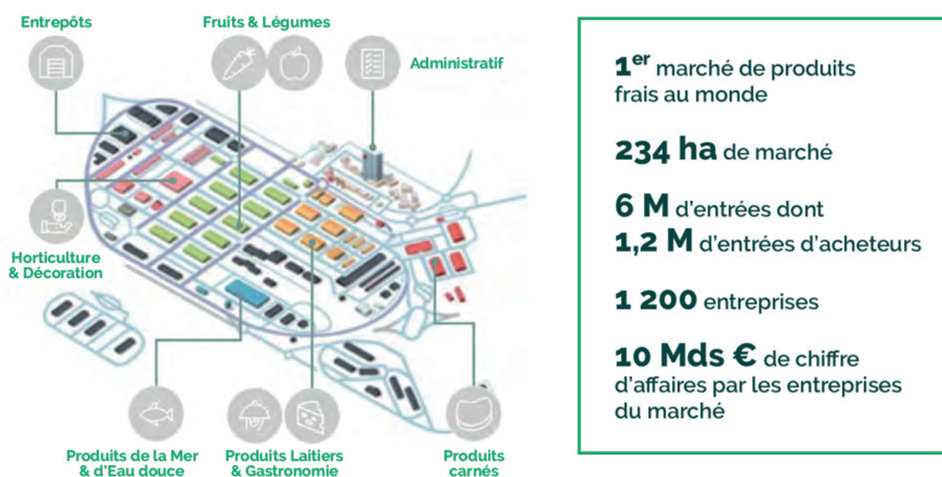 Entrepôts
Fruits & Légumes
Administratif
Horticulture
& Décoration
Produits de la Mer
& d'Eau douce
Produits Laitiers
& Gastronomie
Produits
carnés
1er marché de produits
frais au monde
234 ha de marché
6 M d'entrées dont
1,2 M d'entrées d'acheteurs
1 200 entreprises
10 Mds € de chiffre
d'affaires par les entreprises
du marché